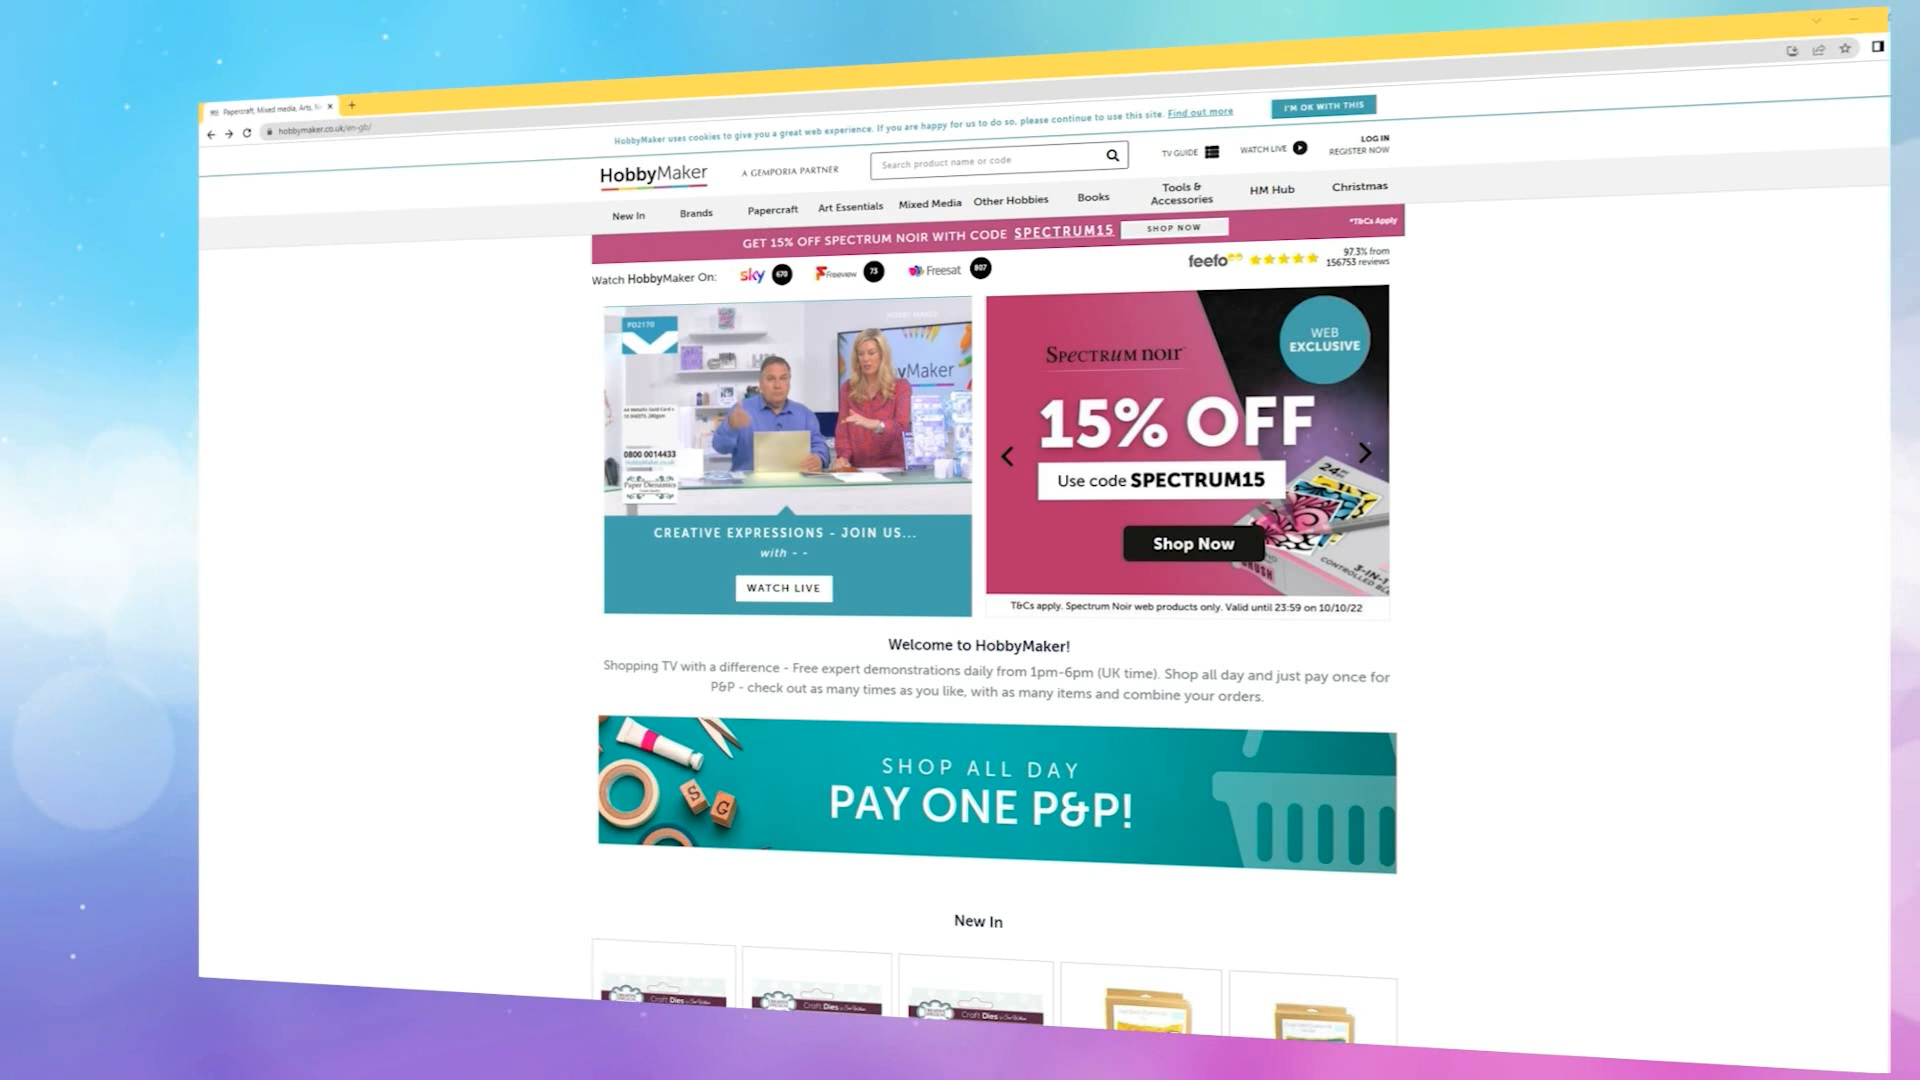 Papercraft, Mixed media, Arts,
hobbymaker.co.uk/en-gb/
HobbyMaker uses cookies to give you a great web experience. If you are happy for us to do so, please continue to use this site. Find out more
I'M OK WITH THIS
HobbyMaker
A GEMPORIA PARTNER
Search product name or code
TV GUIDE
WATCH LIVE
LOG IN
REGISTER NOW
New In
Brands
Papercraft
Art Essentials
Mixed Media
Other Hobbies
Books
Tools &
Accessories
HM Hub
Christmas
GET 15% OFF SPECTRUM NOIR WITH CODE SPECTRUM15
SHOP NOW
*T&Cs Apply
Watch HobbyMaker On:
sky 670
Freeview 73
Freesat 807
feefo
97.3% from
156753 reviews
PD2170
HOBBY MAKER
yMaker
A4 Metallic Gold Card x
10 SHEETS, 280gsm
0800 0014433
HobbyMaker.co.uk
Paper Dienamics
CREATIVE EXPRESSIONS - JOIN US...
with - -
WATCH LIVE
SPECTRUM NOIR
WEB
EXCLUSIVE
15% OFF
Use code SPECTRUM15
Shop Now
24
3-IN-1
T&Cs apply. Spectrum Noir web products only. Valid until 23:59 on 10/10/22
Welcome to HobbyMaker!
Shopping TV with a difference - Free expert demonstrations daily from 1pm-6pm (UK time). Shop all day and just pay once for
P&P - check out as many times as you like, with as many items and combine your orders.
S G
SHOP ALL DAY
PAY ONE P&P!
New In
Craft Dies
Craft Dies
Craft Dies